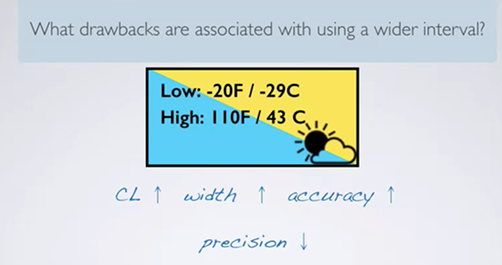 What drawbacks are associated with using a wider interval?
Low: -20F / -29C
High: 110F / 43 C
CL ↑ width ↑ accuracy ↑
precision ↓